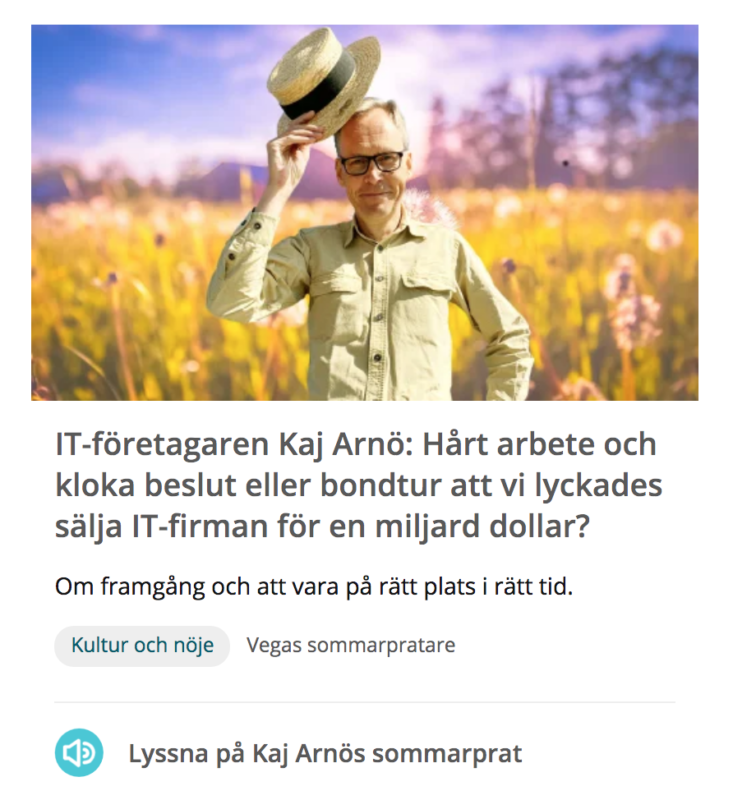 IT-företagaren Kaj Arnö: Hårt arbete och
kloka beslut eller bondtur att vi lyckades
sälja IT-firman för en miljard dollar?
Om framgång och att vara på rätt plats i rätt tid.
Kultur och nöje Vegas sommarpratare
Lyssna på Kaj Arnös sommarprat